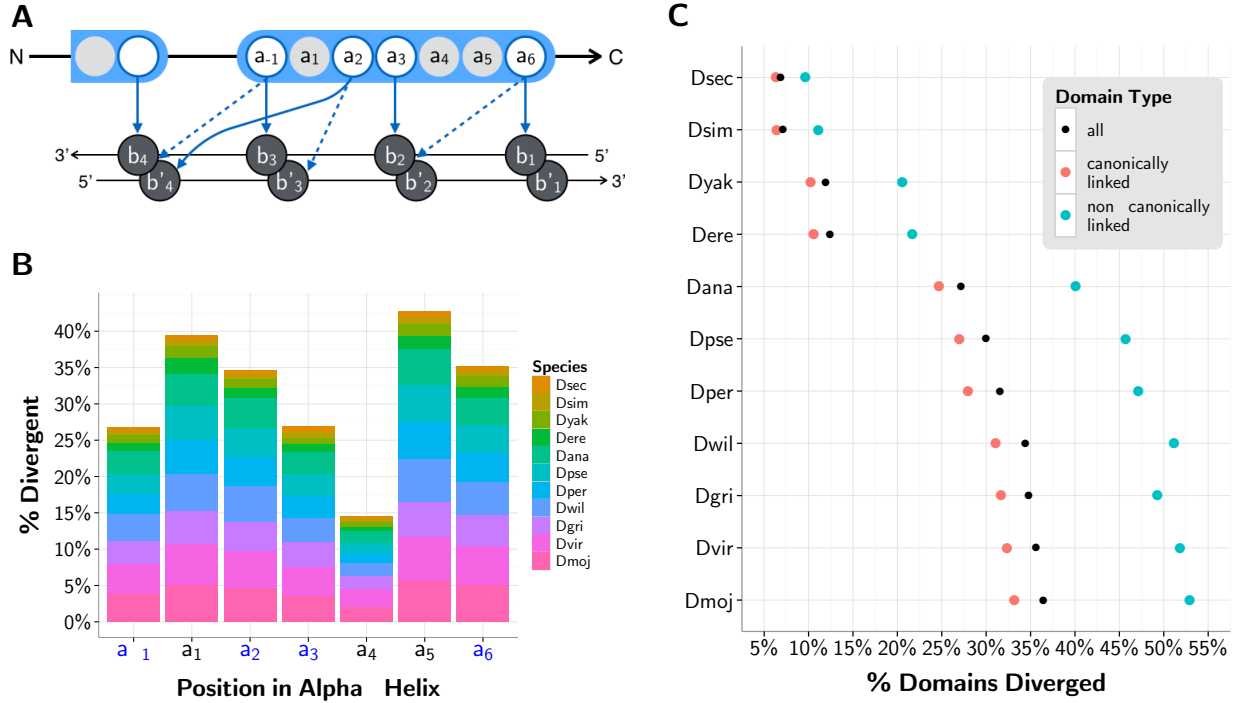 A
N
a-1
a1
a2
a3
a4
a5
a6
C
b4
b3
b2
b1
3’
5’
b'4
b'3
b'2
b'1
5’
3’
B
% Divergent
40%
35%
30%
25%
20%
15%
10%
5%
0%
a 1
a1
a2
a3
a4
a5
a6
Position in Alpha Helix
Species
Dsec
Dsim
Dyak
Dere
Dana
Dpse
Dper
Dwil
Dgri
Dvir
Dmoj
C
Dsec
Dsim
Dyak
Dere
Dana
Dpse
Dper
Dwil
Dgri
Dvir
Dmoj
Domain Type
all
canonically
linked
non canonically
linked
5% 10% 15% 20% 25% 30% 35% 40% 45% 50% 55%
% Domains Diverged